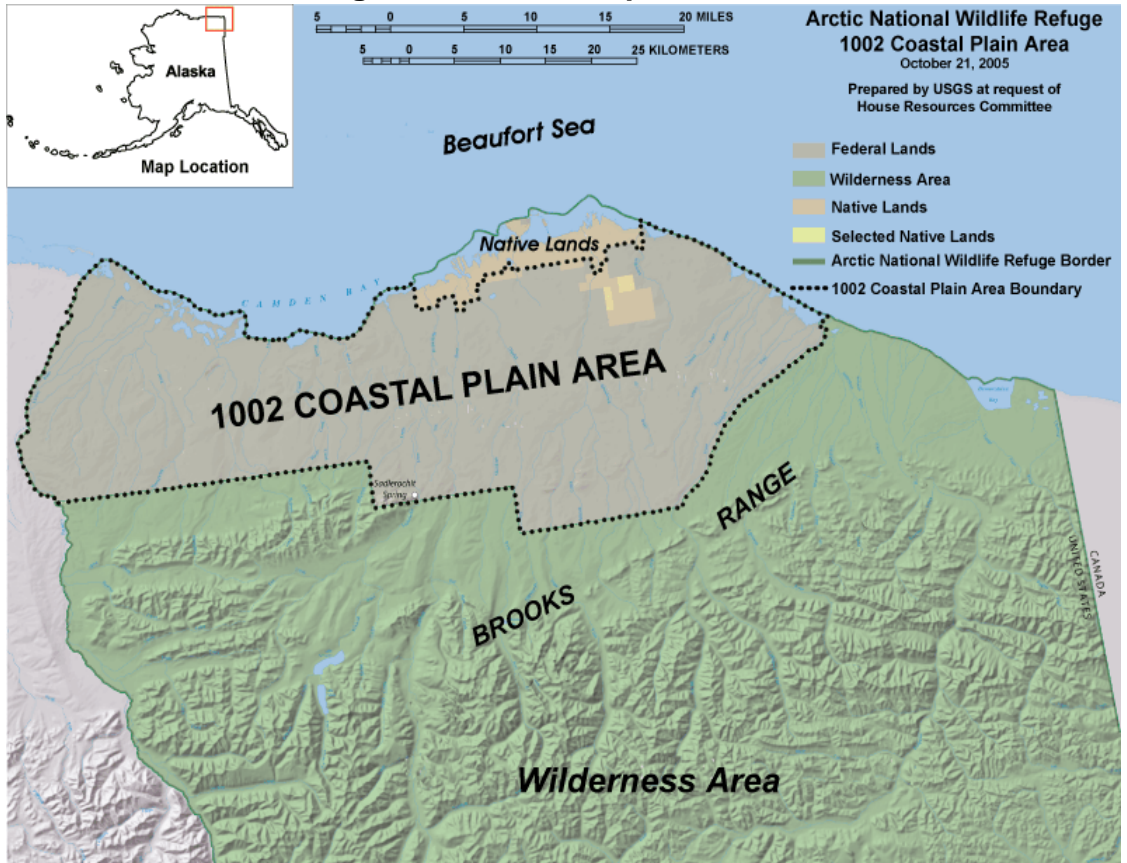 Alaska
Map Location
5 0 5 10 15 20 MILES
5 0 5 10 15 20 25 KILOMETERS
Arctic National Wildlife Refuge
1002 Coastal Plain Area
October 21, 2005
Prepared by USGS at request of
House Resources Committee
Federal Lands
Wilderness Area
Native Lands
Selected Native Lands
Arctic National Wildlife Refuge Border
1002 Coastal Plain Area Boundary
Beaufort Sea
Native Lands
CAMDEN BAY
1002 COASTAL PLAIN AREA
Sadlerochit
Spring
BROOKS
RANGE
UNITED STATES
CANADA
Wilderness Area